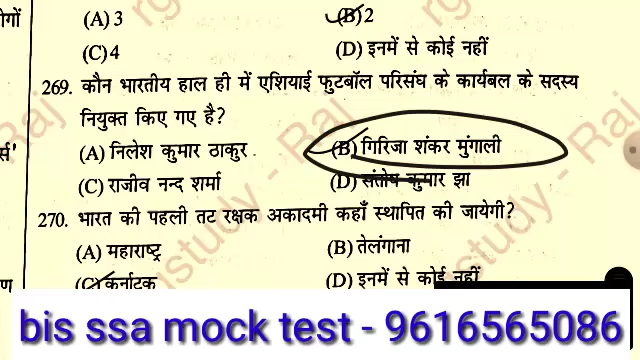 ोगों
(A) 3
(B) 2
(C) 4
(D) इनमें से कोई नहीं
269. कौन भारतीय हाल ही में एशियाई फुटबॉल परिसंघ के कार्यबल के सदस्य
नियुक्त किए गए है?
र्स'
(A) निलेश कुमार ठाकुर
(B) गिरिजा शंकर मुंगाली
(C) राजीव नन्द शर्मा
(D) संतोष कुमार झा
270. भारत की पहली तट रक्षक अकादमी कहाँ स्थापित की जायेगी?
(A) महाराष्ट्र
(B) तेलंगाना
ण
(C) कर्नाटक
(D) इनमें से कोई नहीं
bis ssa mock test - 9616565086